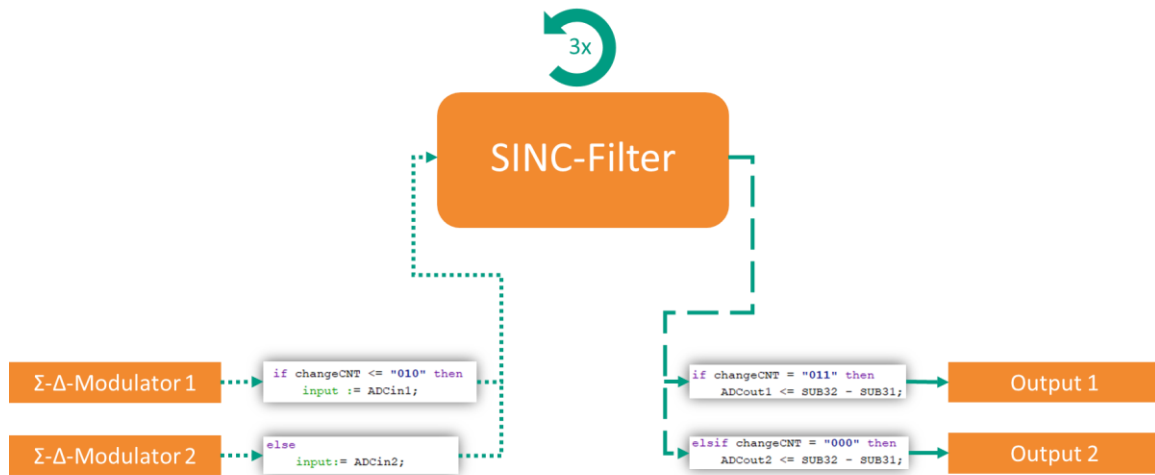 3x
SINC-Filter
Σ-Δ-Modulator 1
if changeCNT <= "010" then
input := ADCin1;
if changeCNT = "011" then
ADCout1 <= SUB32 - SUB31;
Output 1
Σ-Δ-Modulator 2
else
input:= ADCin2;
elsif changeCNT = "000" then
ADCout2 <= SUB32 - SUB31;
Output 2